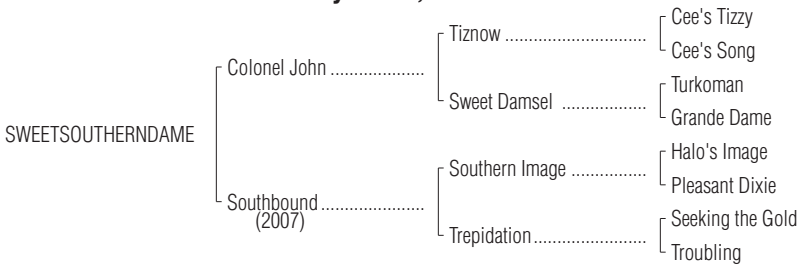 Cee's Tizzy
Tiznow ................................
Cee's Song
Colonel John .....................
Turkoman
Sweet Damsel ...................
Grande Dame
SWEETSOUTHERNDAME
Halo's Image
Southern Image .................
Pleasant Dixie
Southbound .......................
(2007)
Seeking the Gold
Trepidation .........................
Troubling